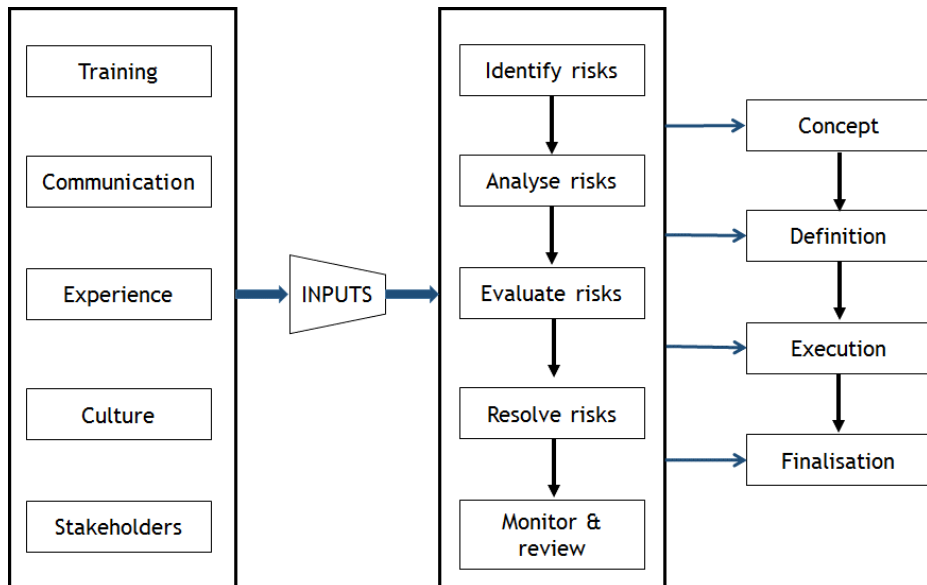 Training
Communication
Experience
Culture
Stakeholders
INPUTS
Identify risks
Analyse risks
Evaluate risks
Resolve risks
Monitor &
review
Concept
Definition
Execution
Finalisation